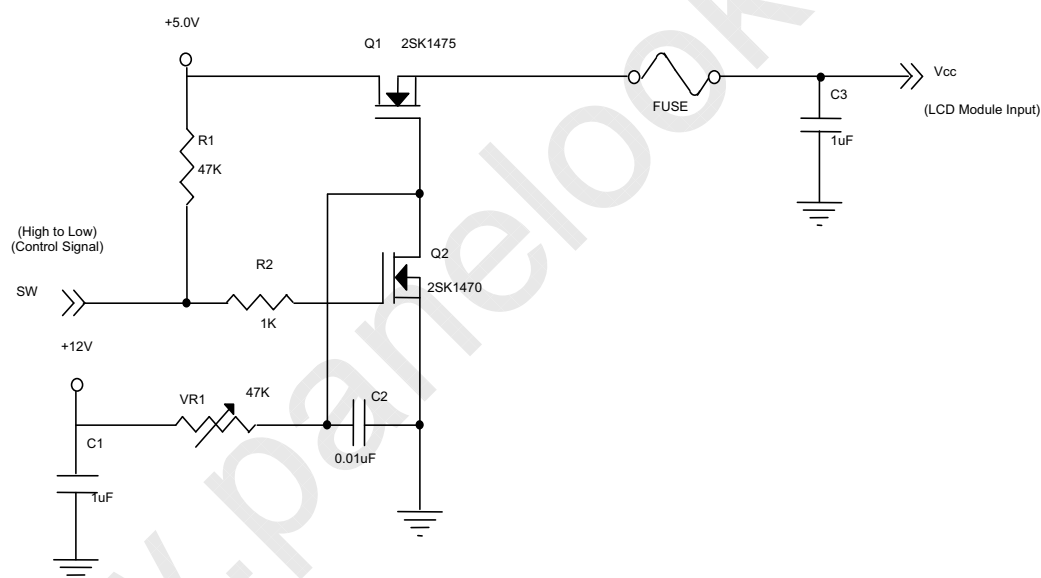 +5.0V
Q1 2SK1475
Vcc
FUSE
C3
(LCD Module Input)
R1
1uF
47K
(High to Low)
(Control Signal)
Q2
R2
SW
2SK1470
1K
+12V
47K
VR1
C2
C1
0.01uF
1uF
.panelook